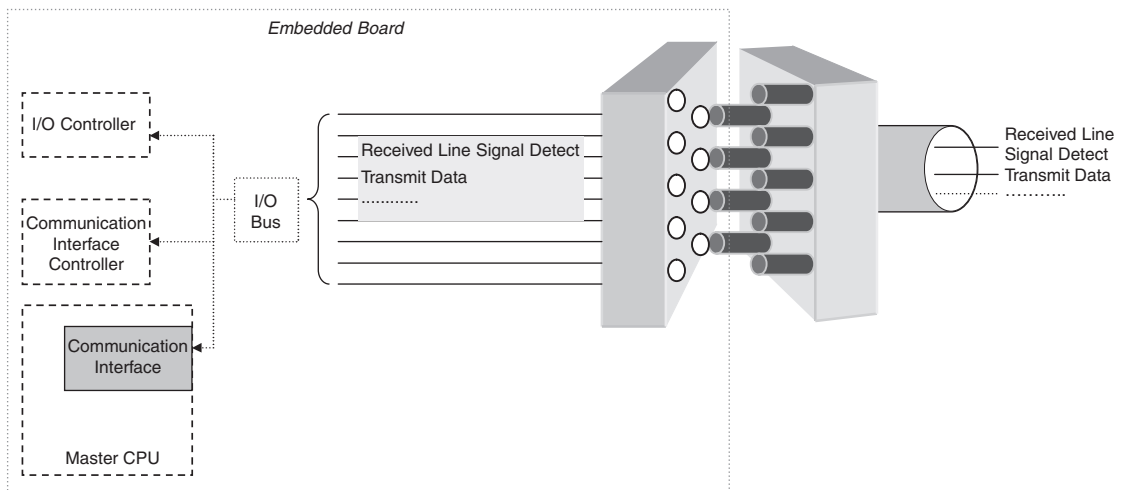 Embedded Board
I/O Controller
Communication
Interface
Controller
Communication
Interface
Master CPU
I/O
Bus
Received Line Signal Detect
Transmit Data
............
Received Line
Signal Detect
Transmit Data
...........